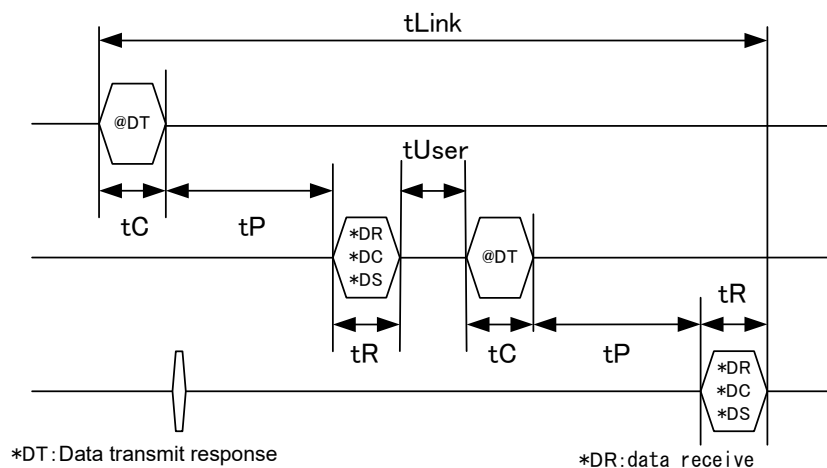 tLink
@DT
tUser
tC
tP
*DR
*DC
*DS
@DT
tR
tR
tC
tP
*DR
*DC
*DS
*DT:Data transmit response
*DR:data receive